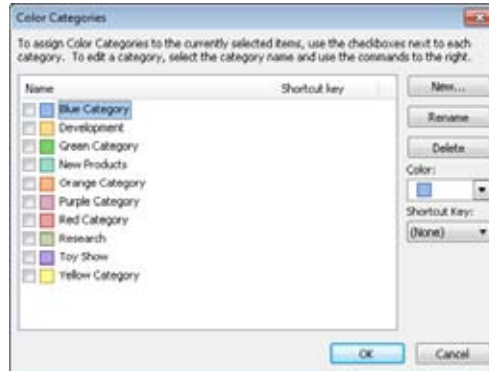 Color Categories
To assign Color Categories to the currently selected items, use the checkboxes next to each
category. To edit a category, select the category name and use the commands to the right.
Name Shortcut key
Blue Category
Development
Green Category
New Products
Orange Category
Purple Category
Red Category
Research
Toy Show
Yellow Category
New...
Rename
Delete
Color:
Shortcut Key:
(None)
OK Cancel